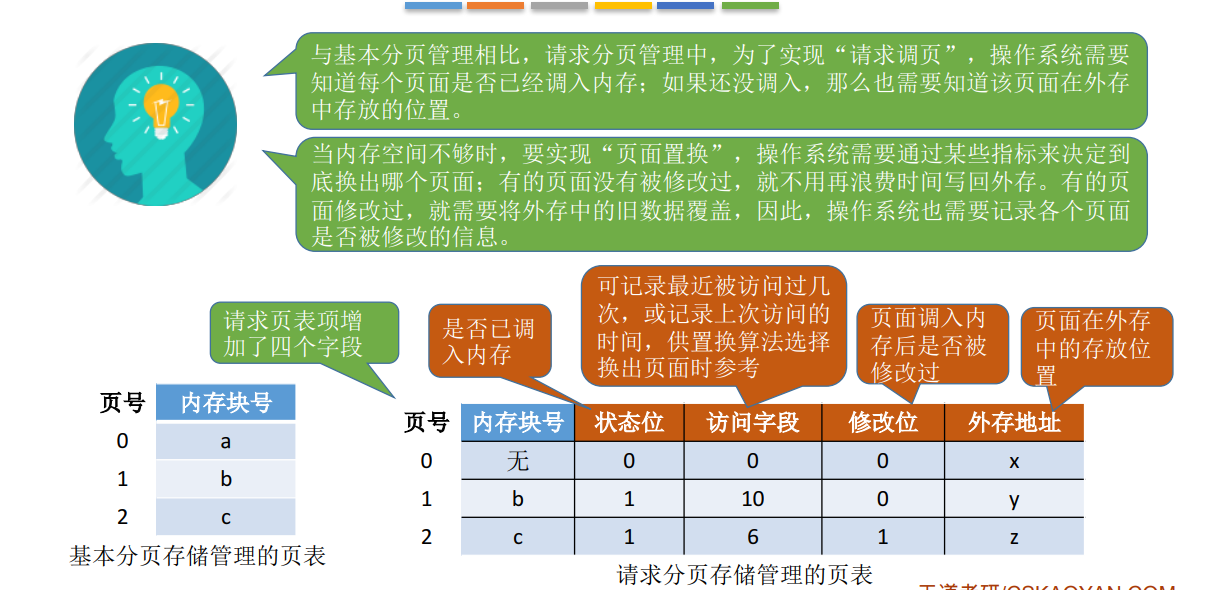 与基本分页管理相比，请求分页管理中，为了实现“请求调页”，操作系统需要
知道每个页面是否已经调入内存；如果还没调入，那么也需要知道该页面在外存
中存放的位置。
当内存空间不够时，要实现“页面置换”，操作系统需要通过某些指标来决定到
底换出哪个页面；有的页面没有被修改过，就不用再浪费时间写回外存。有的页
面修改过，就需要将外存中的旧数据覆盖，因此，操作系统也需要记录各个页面
是否被修改的信息。
请求页表项增
加了四个字段
是否已调
入内存
可记录最近被访问过几
次，或记录上次访问的
时间，供置换算法选择
换出页面时参考
页面调入内
存后是否被
修改过
页面在外存
中的存放位
置
页号 内存块号
0 a
1 b
2 c
基本分页存储管理的页表
页号 内存块号 状态位 访问字段 修改位 外存地址
0 无 0 0 0 x
1 b 1 10 0 y
2 c 1 6 1 z
请求分页存储管理的页表